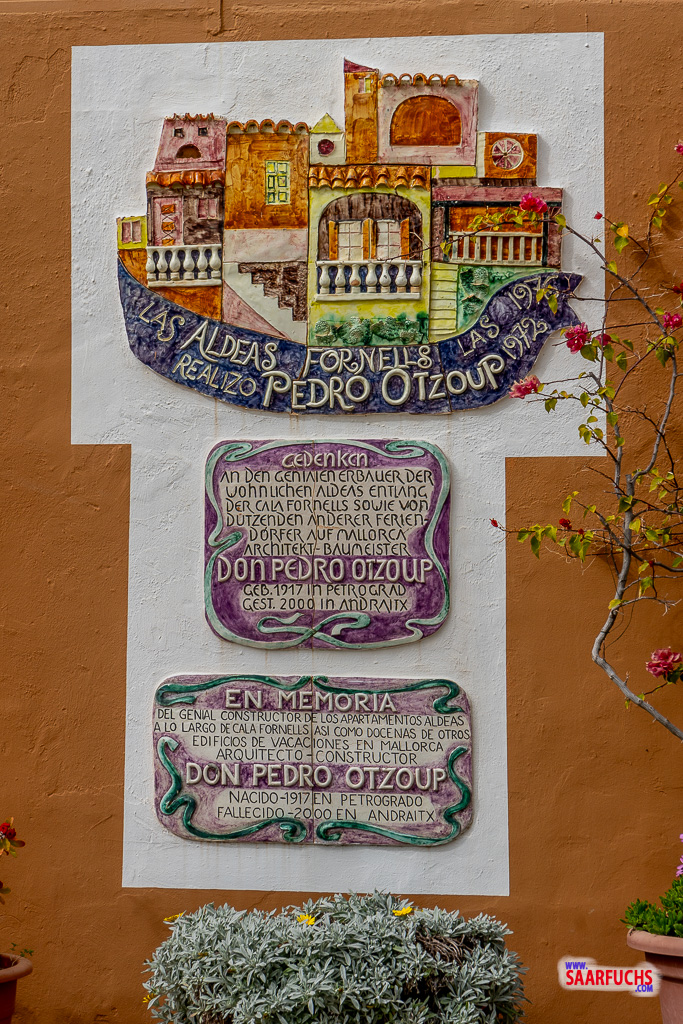 LAS ALDEAS FORNELLS LAS 1976
REALIZO PEDRO OTZOUP 1972
GEDENKEN
AN DEN GENIALEN ERBAUER DER
WOHNLICHEN ALDEAS ENTLANG
DER CALA FORNELLS SOWIE VON
DUTZENDEN ANDERER FERIEN-
DÖRFER AUF MALLORCA
ARCHITEKT-BAUMEISTER
DON PEDRO OTZOUP
GEB. 1917 IN PETROGRAD
GEST. 2000 IN ANDRAITX
EN MEMORIA
DEL GENIAL CONSTRUCTOR DE LOS APARTAMENTOS ALDEAS
A LO LARGO DE CALA FORNELLS ASI COMO DOCENAS DE OTROS
EDIFICIOS DE VACACIONES EN MALLORCA
ARQUITECTO-CONSTRUCTOR
DON PEDRO OTZOUP
NACIDO-1917 EN PETROGRADO
FALLECIDO-2000 EN ANDRAITX
WWW.
SAARFUCHS
.COM